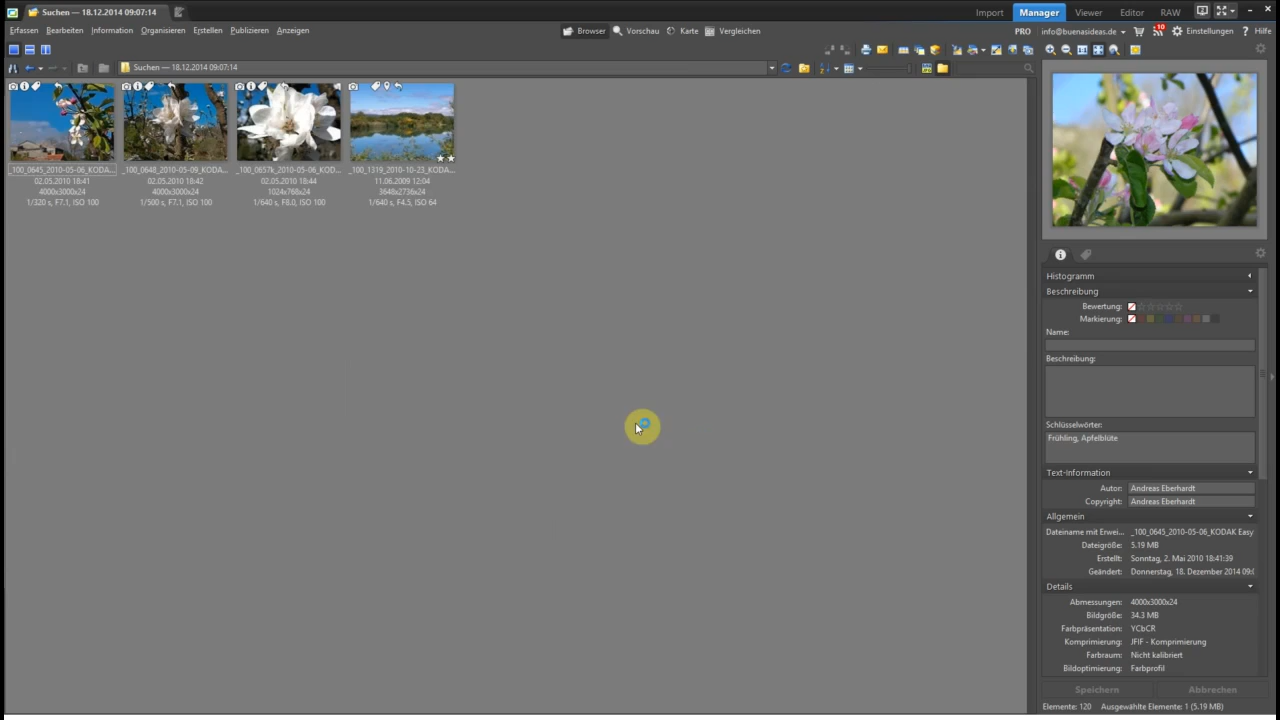 Suchen — 18.12.2014 09:07:14
Import Manager Viewer Editor RAW
Erfassen Bearbeiten Information Organisieren Erstellen Publizieren Anzeigen
Browser Vorschau Karte Vergleichen
PRO info@buenasideas.de 10 Einstellungen ? Hilfe
Suchen — 18.12.2014 09:07:14
_100_0645_2010-05-06_KODA...
02.05.2010 18:41
4000x3000x24
1/320 s, F7.1, ISO 100
_100_0648_2010-05-09_KODA...
02.05.2010 18:42
4000x3000x24
1/500 s, F7.1, ISO 100
_100_0657k_2010-05-06_KODA...
02.05.2010 18:44
1024x768x24
1/640 s, F8.0, ISO 100
_100_1319_2010-10-23_KODA...
11.06.2009 12:04
3648x2736x24
1/640 s, F4.5, ISO 64
Histogramm
Beschreibung
Bewertung:
Markierung:
Name:
Beschreibung:
Schlüsselwörter:
Frühling, Apfelblüte
Text-Information
Autor: Andreas Eberhardt
Copyright: Andreas Eberhardt
Allgemein
Dateiname mit Erwei... _100_0645_2010-05-06_KODAK Easy
Dateigröße: 5.19 MB
Erstellt: Sonntag, 2. Mai 2010 18:41:39
Geändert: Donnerstag, 18. Dezember 2014 09:
Details
Abmessungen: 4000x3000x24
Bildgröße: 34.3 MB
Farbpräsentation: YCbCR
Komprimierung: JFIF - Komprimierung
Farbraum: Nicht kalibriert
Bildoptimierung: Farbprofil
Speichern Abbrechen
Elemente: 120 Ausgewählte Elemente: 1 (5.19 MB)